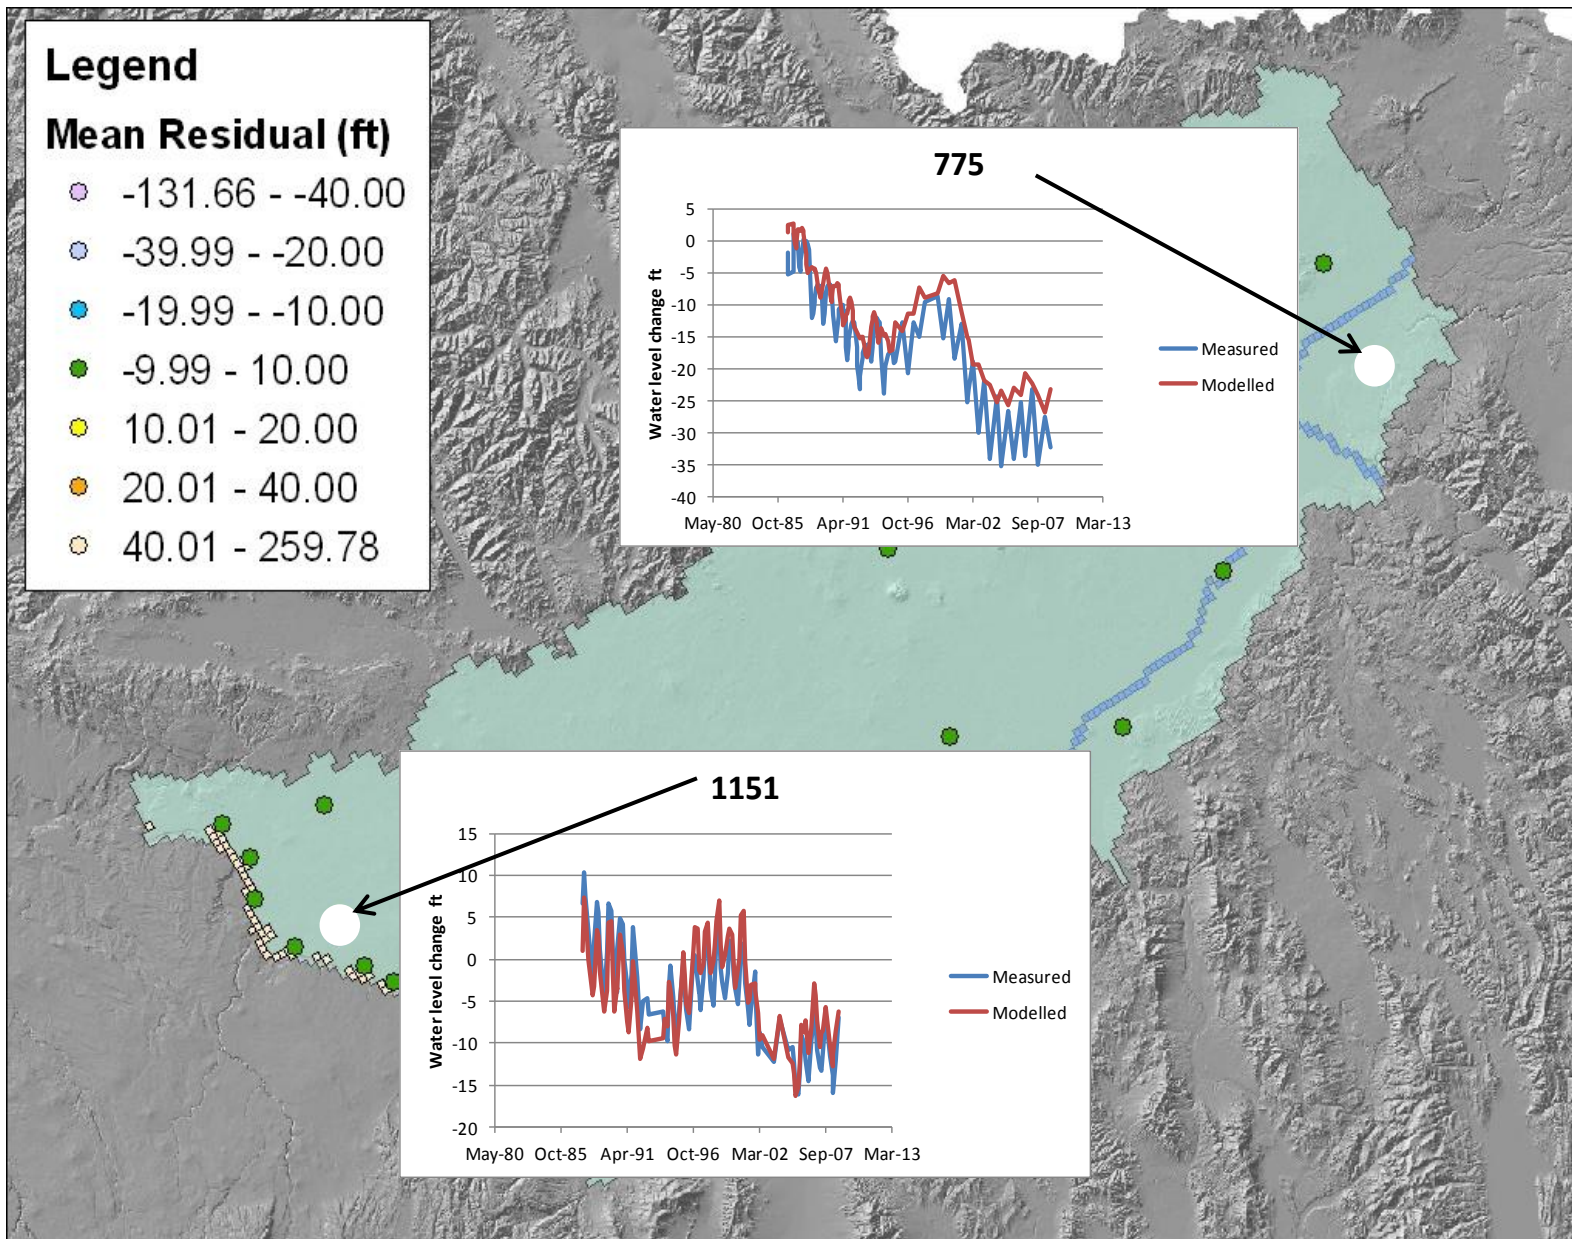 Legend
Mean Residual (ft)
-131.66 - -40.00
-39.99 - -20.00
-19.99 - -10.00
-9.99 - 10.00
10.01 - 20.00
20.01 - 40.00
40.01 - 259.78
775
5
0
-5
-10
-15
-20
-25
-30
-35
-40
Water level change ft
May-80 Oct-85 Apr-91 Oct-96 Mar-02 Sep-07 Mar-13
Measured
Modelled
1151
15
10
5
0
-5
-10
-15
-20
Water level change ft
May-80 Oct-85 Apr-91 Oct-96 Mar-02 Sep-07 Mar-13
Measured
Modelled